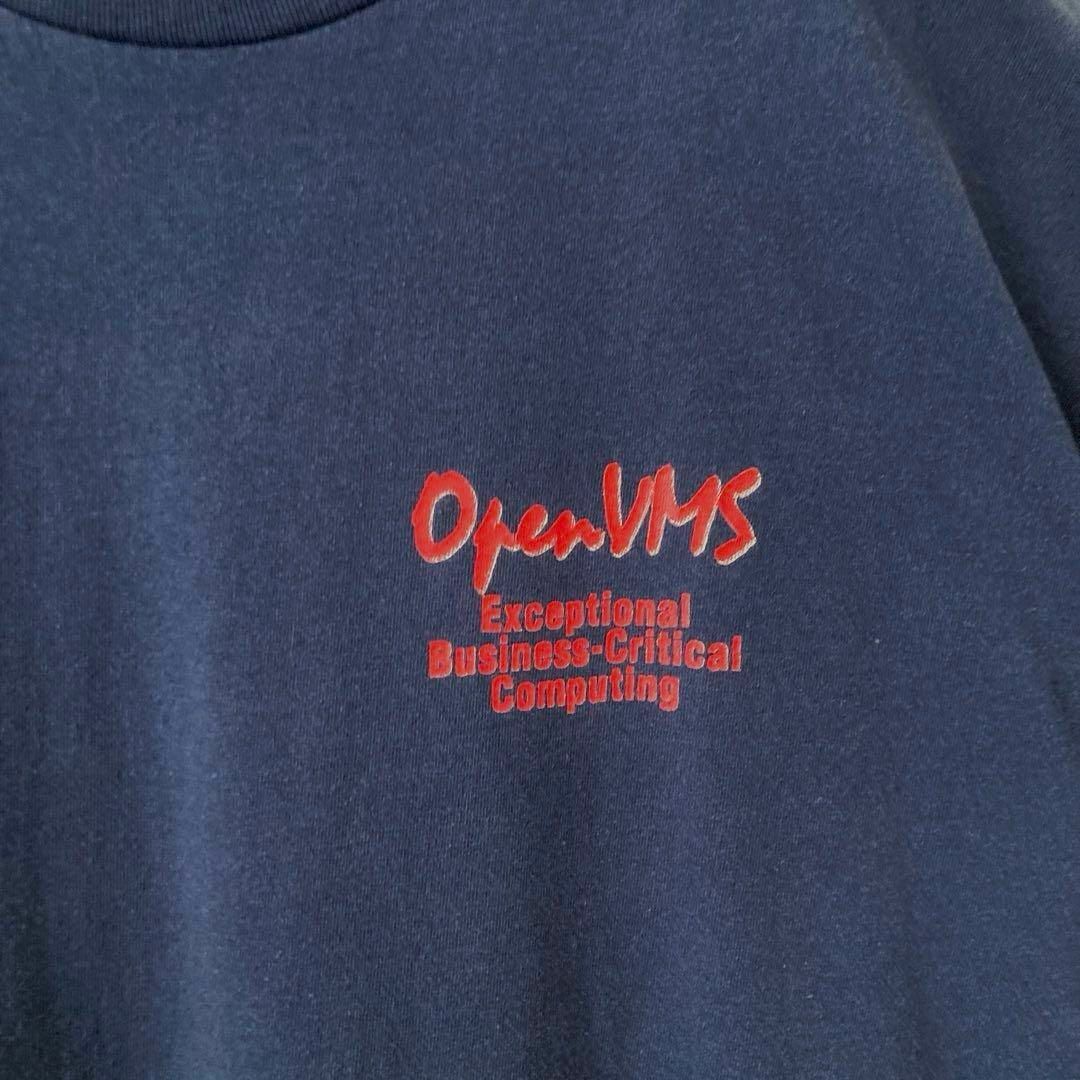 OpenVMS
Exceptional
Business-Critical
Computing